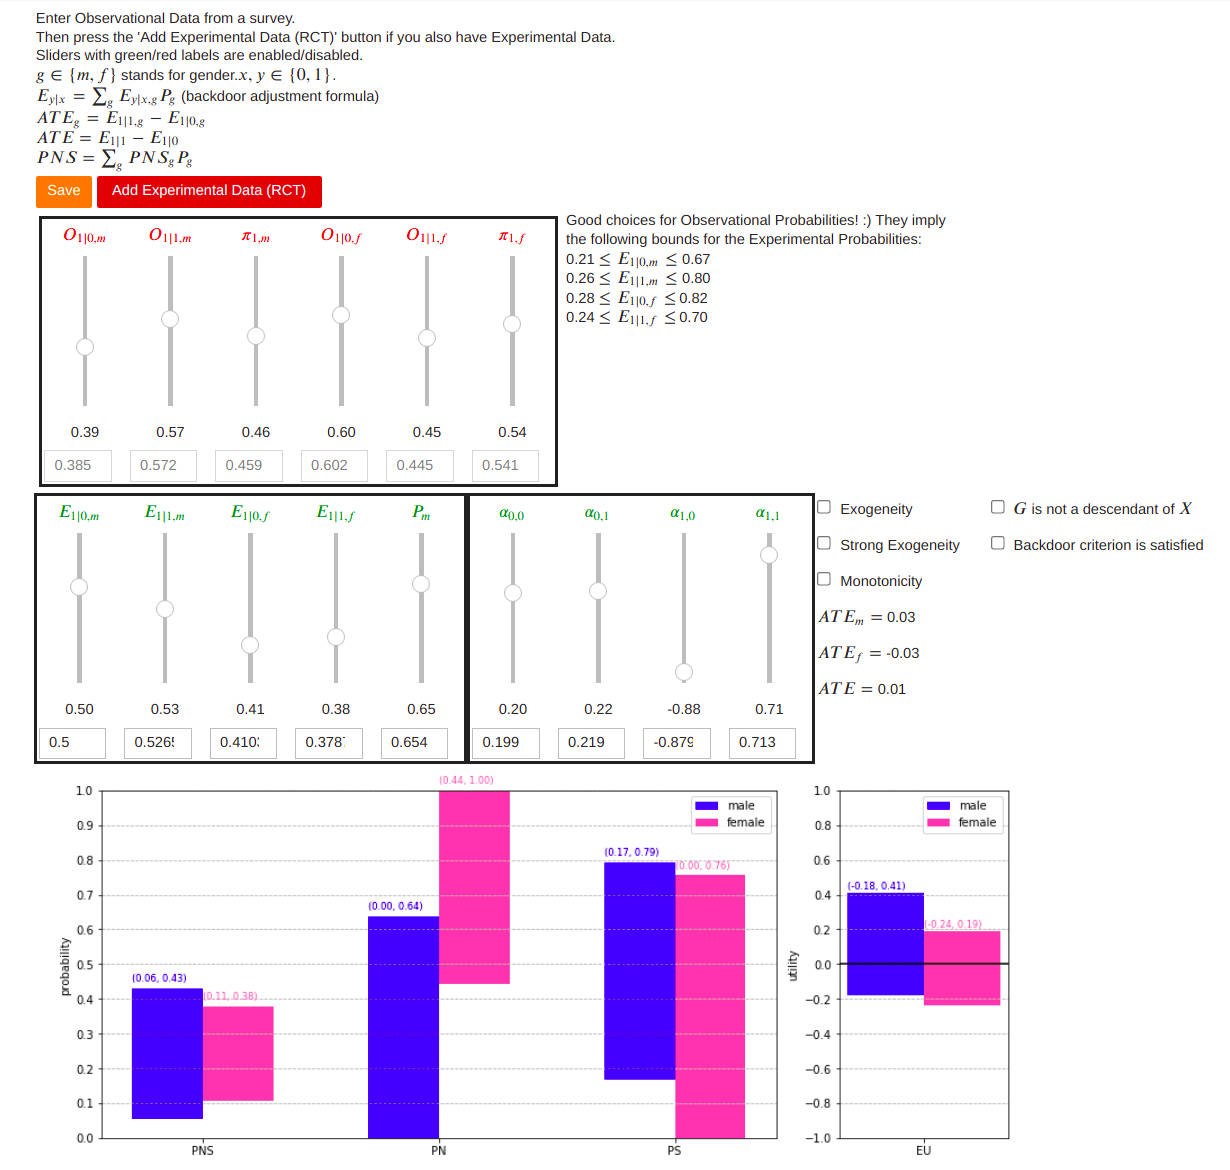 Enter Observational Data from a survey.
Then press the 'Add Experimental Data (RCT)' button if you also have Experimental Data.
Sliders with green/red labels are enabled/disabled.
g ∈ {m, f} stands for gender.x, y ∈ {0, 1}.
E_{y|x} = ∑_g E_{y|x,g} P_g (backdoor adjustment formula)
ATE_g = E_{1|1,g} − E_{1|0,g}
ATE = E_{1|1} − E_{1|0}
PNS = ∑_g PNS_g P_g
Save Add Experimental Data (RCT)
O_{1|0,m} O_{1|1,m} π_{1,m} O_{1|0,f} O_{1|1,f} π_{1,f}
0.39 0.57 0.46 0.60 0.45 0.54
0.385 0.572 0.459 0.602 0.445 0.541
Good choices for Observational Probabilities! :) They imply
the following bounds for the Experimental Probabilities:
0.21 ≤ E_{1|0,m} ≤ 0.67
0.26 ≤ E_{1|1,m} ≤ 0.80
0.28 ≤ E_{1|0,f} ≤0.82
0.24 ≤ E_{1|1,f} ≤0.70
E_{1|0,m} E_{1|1,m} E_{1|0,f} E_{1|1,f} P_m
0.50 0.53 0.41 0.38 0.65
0.5 0.526 0.410 0.378 0.654
α_{0,0} α_{0,1} α_{1,0} α_{1,1}
0.20 0.22 -0.88 0.71
0.199 0.219 -0.879 0.713
Exogeneity G is not a descendant of X
Strong Exogeneity Backdoor criterion is satisfied
Monotonicity
ATE_m = 0.03
ATE_f = -0.03
ATE = 0.01
probability
1.0
0.9
0.8
0.7
0.6
0.5
0.4
0.3
0.2
0.1
0.0
(0.06, 0.43)
(0.11, 0.38)
(0.00, 0.64)
(0.44, 1.00)
(0.17, 0.79)
(0.00, 0.76)
male
female
PNS PN PS
utility
1.0
0.8
0.6
0.4
0.2
0.0
−0.2
−0.4
−0.6
−0.8
−1.0
(-0.18, 0.41)
(-0.24, 0.19)
male
female
EU